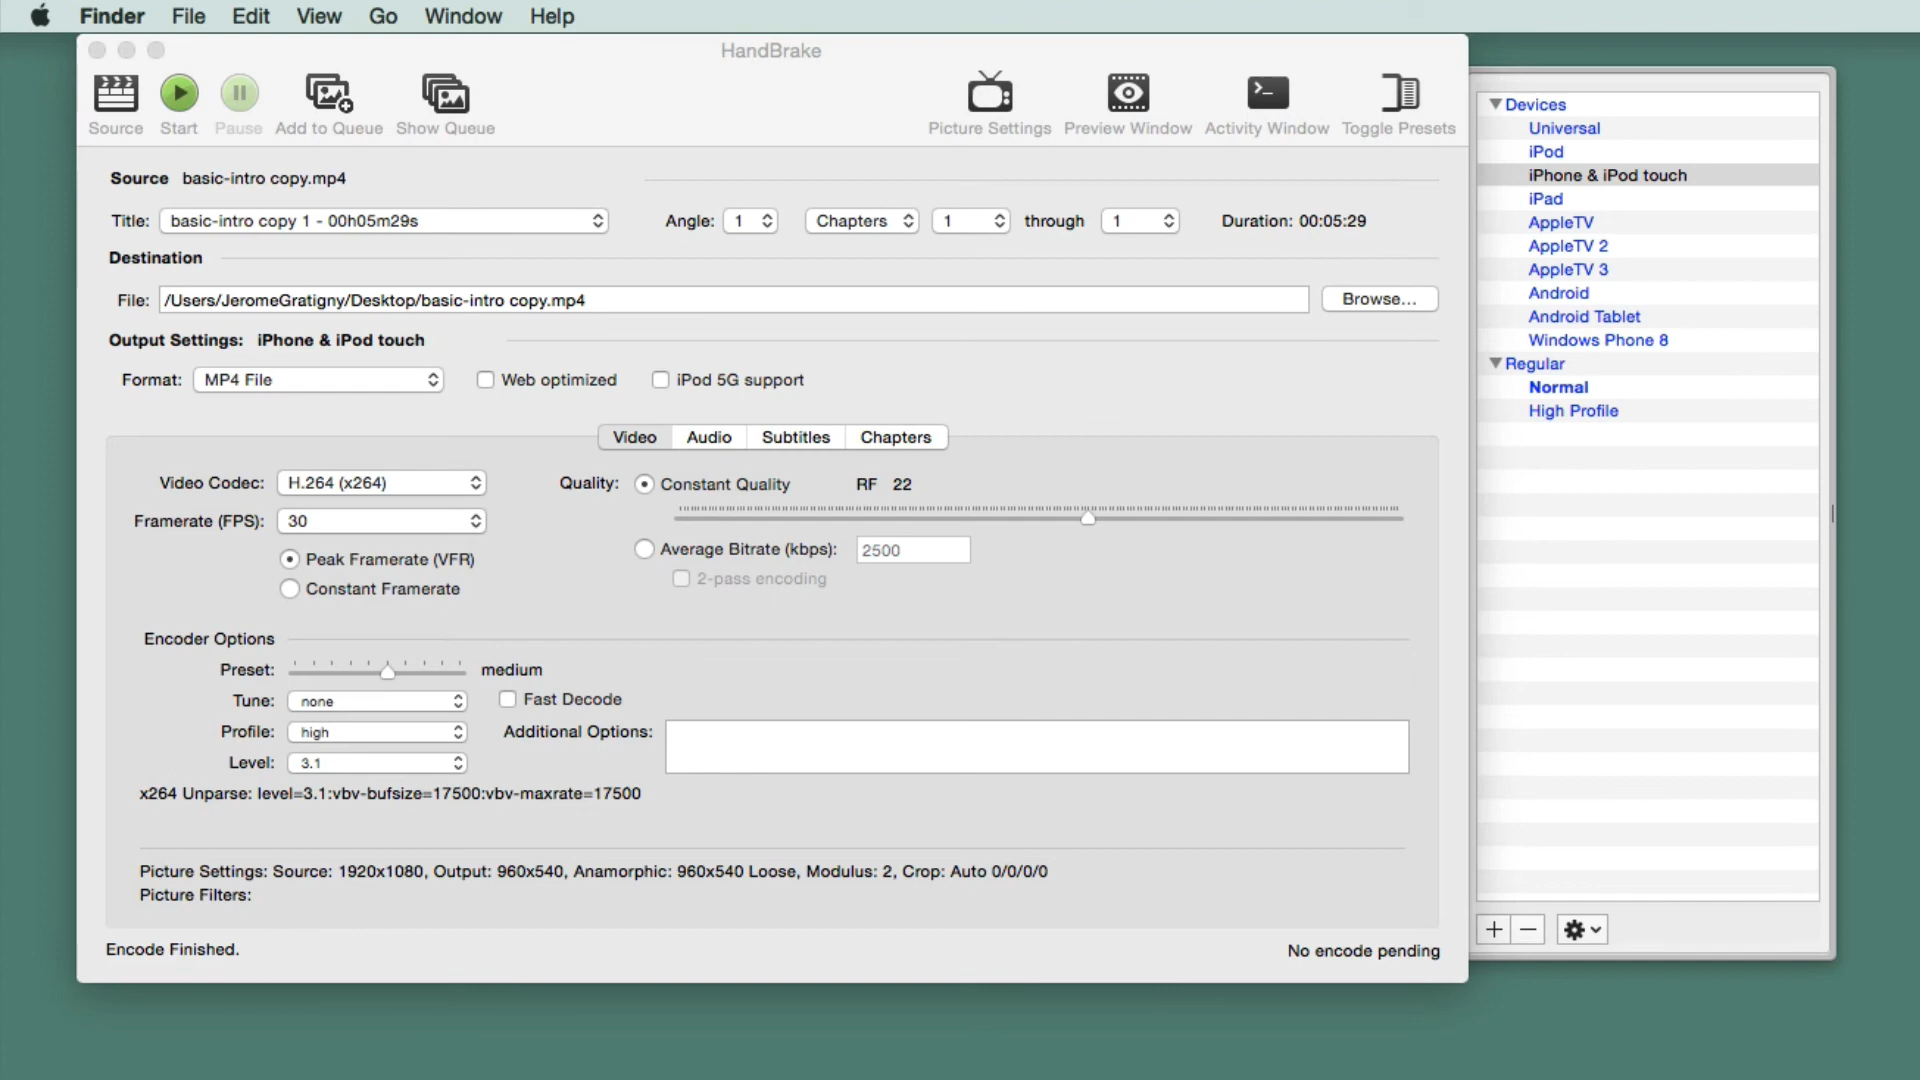 Finder File Edit View Go Window Help
HandBrake
Source Start Pause Add to Queue Show Queue Picture Settings Preview Window Activity Window Toggle Presets
Source basic-intro copy.mp4
Title: basic-intro copy 1 - 00h05m29s Angle: 1 Chapters 1 through 1 Duration: 00:05:29
Destination
File: /Users/JeromeGratigny/Desktop/basic-intro copy.mp4 Browse...
Output Settings: iPhone & iPod touch
Format: MP4 File Web optimized iPod 5G support
Video Audio Subtitles Chapters
Video Codec: H.264 (x264) Quality: Constant Quality RF 22
Framerate (FPS): 30
Peak Framerate (VFR) Average Bitrate (kbps): 2500
Constant Framerate 2-pass encoding
Encoder Options
Preset: medium
Tune: none Fast Decode
Profile: high Additional Options:
Level: 3.1
x264 Unparse: level=3.1:vbv-bufsize=17500:vbv-maxrate=17500
Picture Settings: Source: 1920x1080, Output: 960x540, Anamorphic: 960x540 Loose, Modulus: 2, Crop: Auto 0/0/0/0
Picture Filters:
Encode Finished. No encode pending
Devices
Universal
iPod
iPhone & iPod touch
iPad
AppleTV
AppleTV 2
AppleTV 3
Android
Android Tablet
Windows Phone 8
Regular
Normal
High Profile